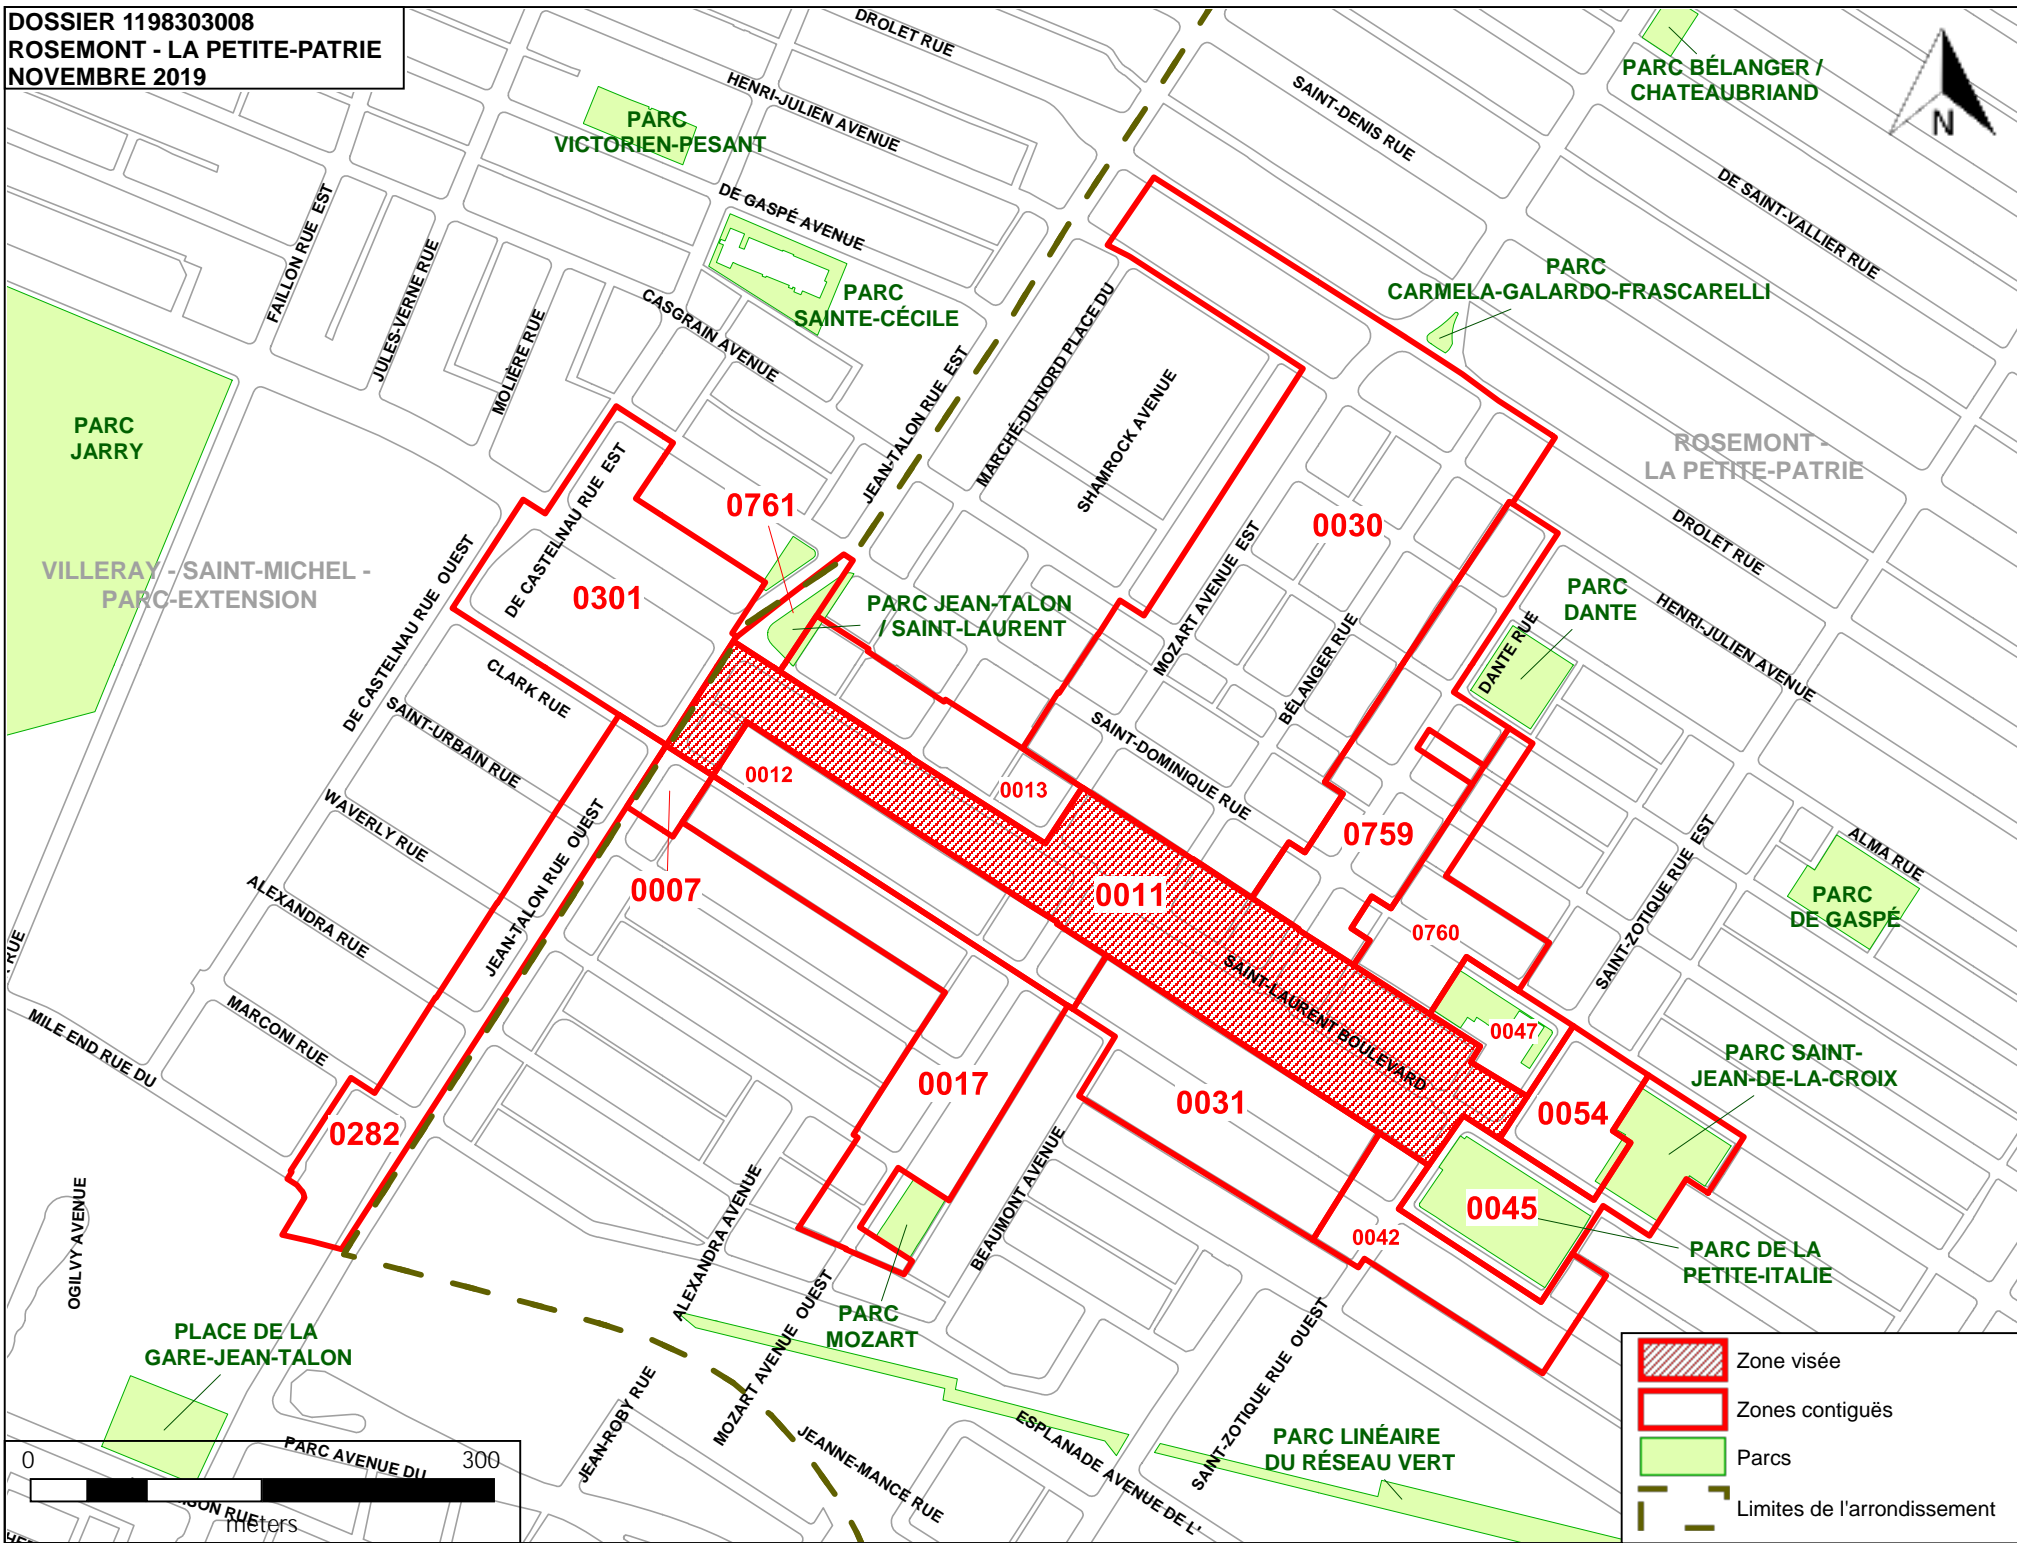 DOSSIER 1198303008
ROSEMONT - LA PETITE-PATRIE
NOVEMBRE 2019
DROLET RUE
HENRI-JULIEN AVENUE
SAINT-DENIS RUE
PARC BÉLANGER /
CHATEAUBRIAND
N
PARC
VICTORIEN-PESANT
DE GASPÉ AVENUE
DE SAINT-VALLIER RUE
FAILLON RUE  EST
JULES-VERNE RUE
MOLIÈRE RUE
CASGRAIN AVENUE
PARC
SAINTE-CÉCILE
PARC
CARMELA-GALARDO-FRASCARELLI
JEAN-TALON RUE  EST
MARCHÉ-DU-NORD PLACE DU
SHAMROCK AVENUE
PARC
JARRY
ROSEMONT -
LA PETITE-PATRIE
DE CASTELNAU RUE  EST
0761
0030
DROLET RUE
VILLERAY - SAINT-MICHEL -
PARC-EXTENSION
DE CASTELNAU RUE  OUEST
0301
PARC JEAN-TALON
/ SAINT-LAURENT
MOZART AVENUE  EST
BÉLANGER RUE
PARC
DANTE
DANTE RUE
HENRI-JULIEN AVENUE
CLARK RUE
SAINT-URBAIN RUE
SAINT-DOMINIQUE RUE
0012
0013
WAVERLY RUE
JEAN-TALON RUE  OUEST
0759
ALMA RUE
SAINT-ZOTIQUE RUE  EST
0007
0011
ALEXANDRA RUE
PARC
DE GASPÉ
0760
RUE
SAINT-LAURENT BOULEVARD
MARCONI RUE
MILE END RUE DU
0047
PARC SAINT-
JEAN-DE-LA-CROIX
0017
0031
0054
0282
BEAUMONT AVENUE
ALEXANDRA AVENUE
OGILVY AVENUE
0045
0042
PARC DE LA
PETITE-ITALIE
PLACE DE LA
GARE-JEAN-TALON
PARC
MOZART
MOZART AVENUE  OUEST
SAINT-ZOTIQUE RUE  OUEST
JEAN-ROBY RUE
JEANNE-MANCE RUE
ESPLANADE AVENUE DE L'
PARC LINÉAIRE
DU RÉSEAU VERT
PARC AVENUE DU
0
300
meters
Zone visée
Zones contiguës
Parcs
Limites de l'arrondissement